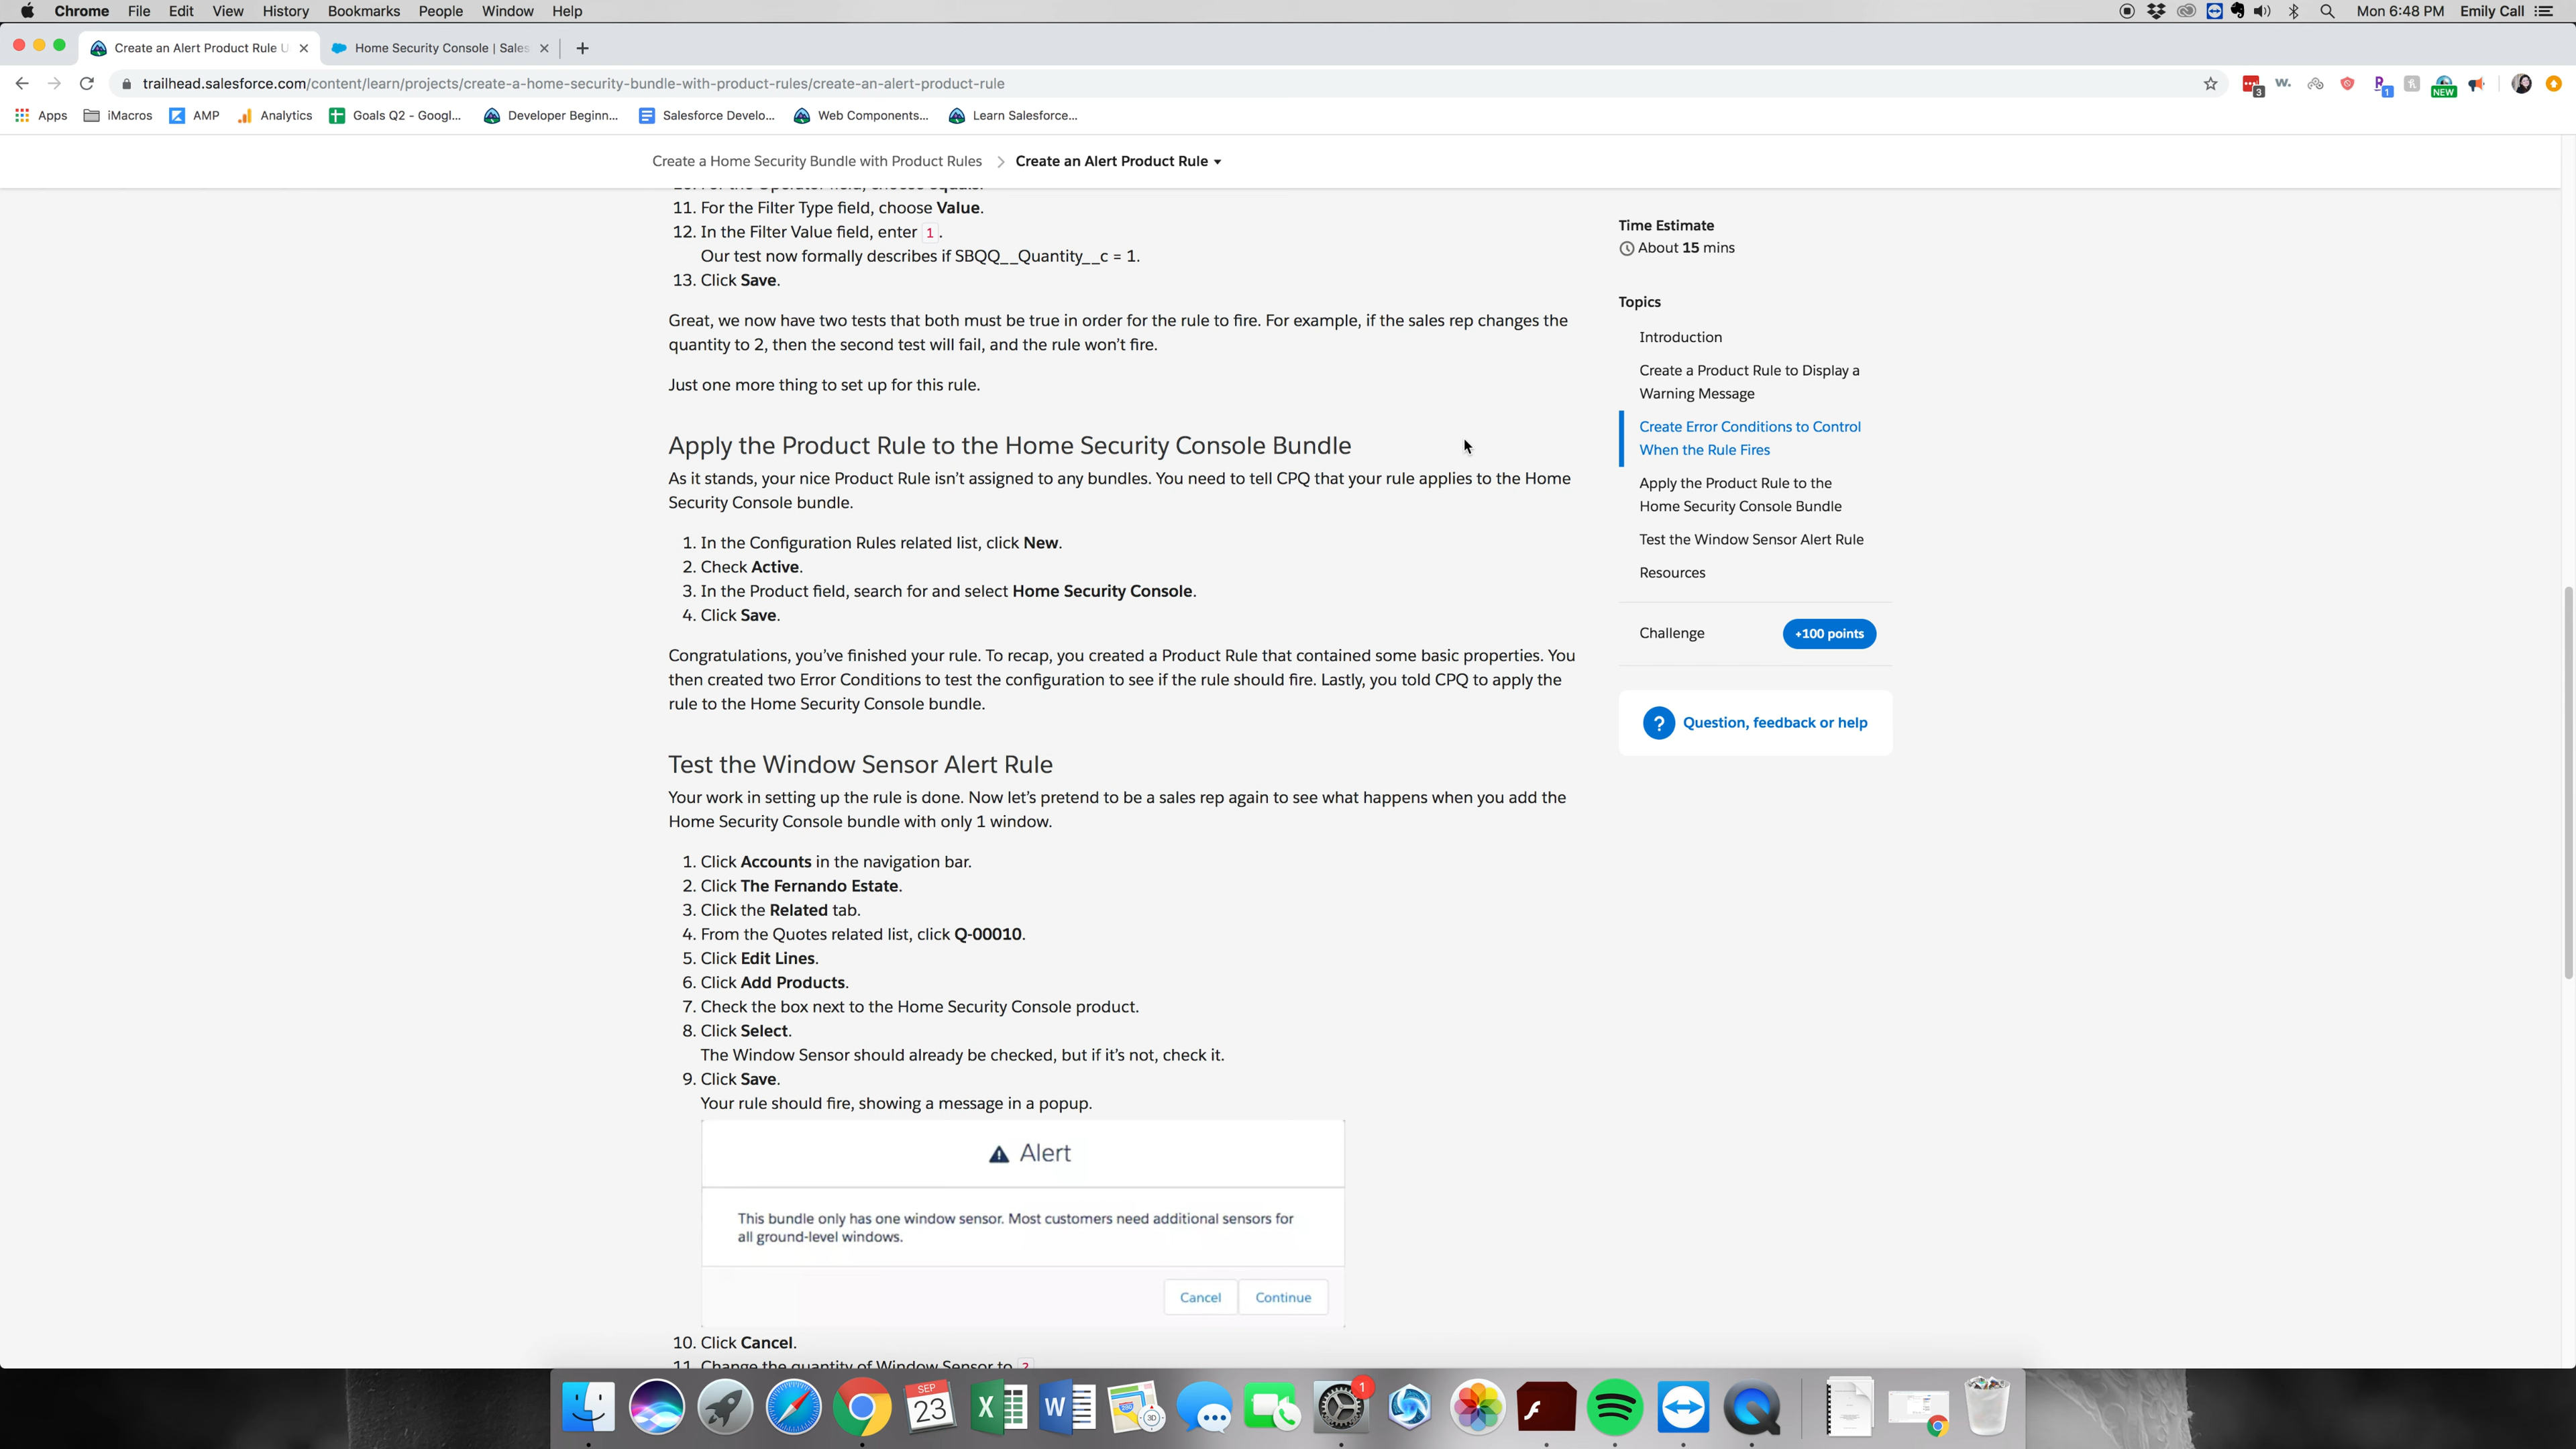 Chrome File Edit View History Bookmarks People Window Help Mon 6:48 PM Emily Call
Create an Alert Product Rule U Home Security Console | Sales
trailhead.salesforce.com/content/learn/projects/create-a-home-security-bundle-with-product-rules/create-an-alert-product-rule 3 w. 1 NEW
Apps iMacros AMP Analytics Goals Q2 - Googl... Developer Beginn... Salesforce Develo... Web Components... Learn Salesforce...
Create a Home Security Bundle with Product Rules > Create an Alert Product Rule
11. For the Filter Type field, choose Value.
12. In the Filter Value field, enter 1.
Our test now formally describes if SBQQ__Quantity__c = 1.
13. Click Save.
Great, we now have two tests that both must be true in order for the rule to fire. For example, if the sales rep changes the
quantity to 2, then the second test will fail, and the rule won't fire.
Just one more thing to set up for this rule.
Apply the Product Rule to the Home Security Console Bundle
As it stands, your nice Product Rule isn't assigned to any bundles. You need to tell CPQ that your rule applies to the Home
Security Console bundle.
1. In the Configuration Rules related list, click New.
2. Check Active.
3. In the Product field, search for and select Home Security Console.
4. Click Save.
Congratulations, you've finished your rule. To recap, you created a Product Rule that contained some basic properties. You
then created two Error Conditions to test the configuration to see if the rule should fire. Lastly, you told CPQ to apply the
rule to the Home Security Console bundle.
Test the Window Sensor Alert Rule
Your work in setting up the rule is done. Now let's pretend to be a sales rep again to see what happens when you add the
Home Security Console bundle with only 1 window.
1. Click Accounts in the navigation bar.
2. Click The Fernando Estate.
3. Click the Related tab.
4. From the Quotes related list, click Q-00010.
5. Click Edit Lines.
6. Click Add Products.
7. Check the box next to the Home Security Console product.
8. Click Select.
The Window Sensor should already be checked, but if it's not, check it.
9. Click Save.
Your rule should fire, showing a message in a popup.
Alert
This bundle only has one window sensor. Most customers need additional sensors for
all ground-level windows.
Cancel Continue
10. Click Cancel.
11. Change the quantity of Window Sensor to
Time Estimate
About 15 mins
Topics
Introduction
Create a Product Rule to Display a
Warning Message
Create Error Conditions to Control
When the Rule Fires
Apply the Product Rule to the
Home Security Console Bundle
Test the Window Sensor Alert Rule
Resources
Challenge +100 points
? Question, feedback or help
SEP
23
1
3D